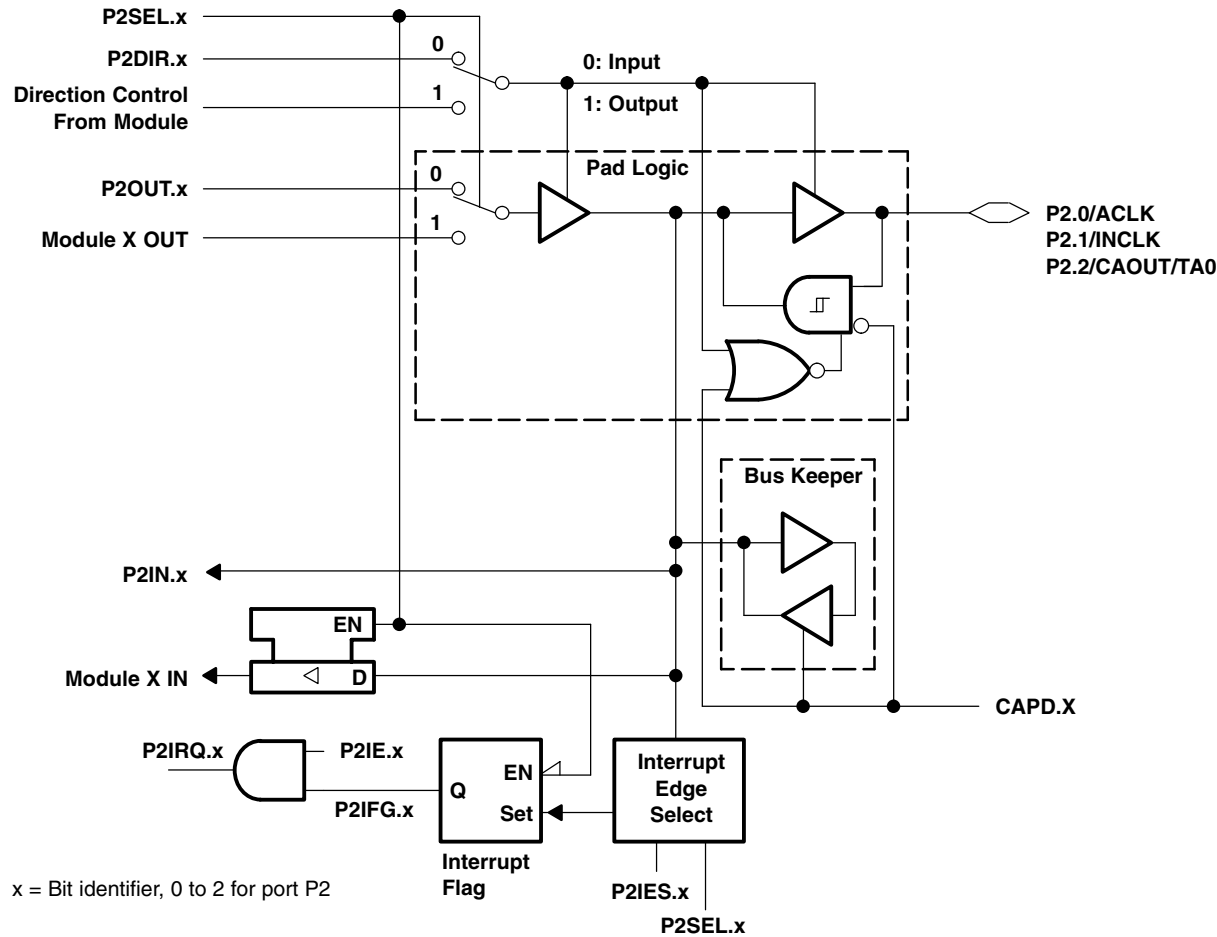 P2SEL.x
P2DIR.x
0
0: Input
Direction Control
From Module
1
1: Output
Pad Logic
P2OUT.x
0
Module X OUT
1
P2.0/ACLK
P2.1/INCLK
P2.2/CAOUT/TA0
Bus Keeper
P2IN.x
EN
Module X IN
D
CAPD.X
P2IRQ.x
P2IE.x
P2IFG.x
Q
EN
Set
Interrupt
Edge
Select
Interrupt
Flag
P2IES.x
P2SEL.x
x = Bit identifier, 0 to 2 for port P2